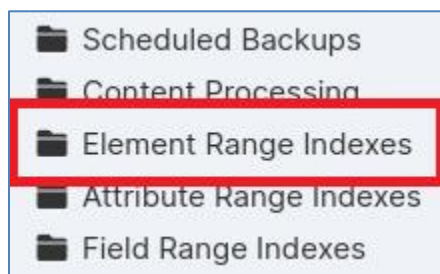 Scheduled Backups
Content Processing
Element Range Indexes
Attribute Range Indexes
Field Range Indexes